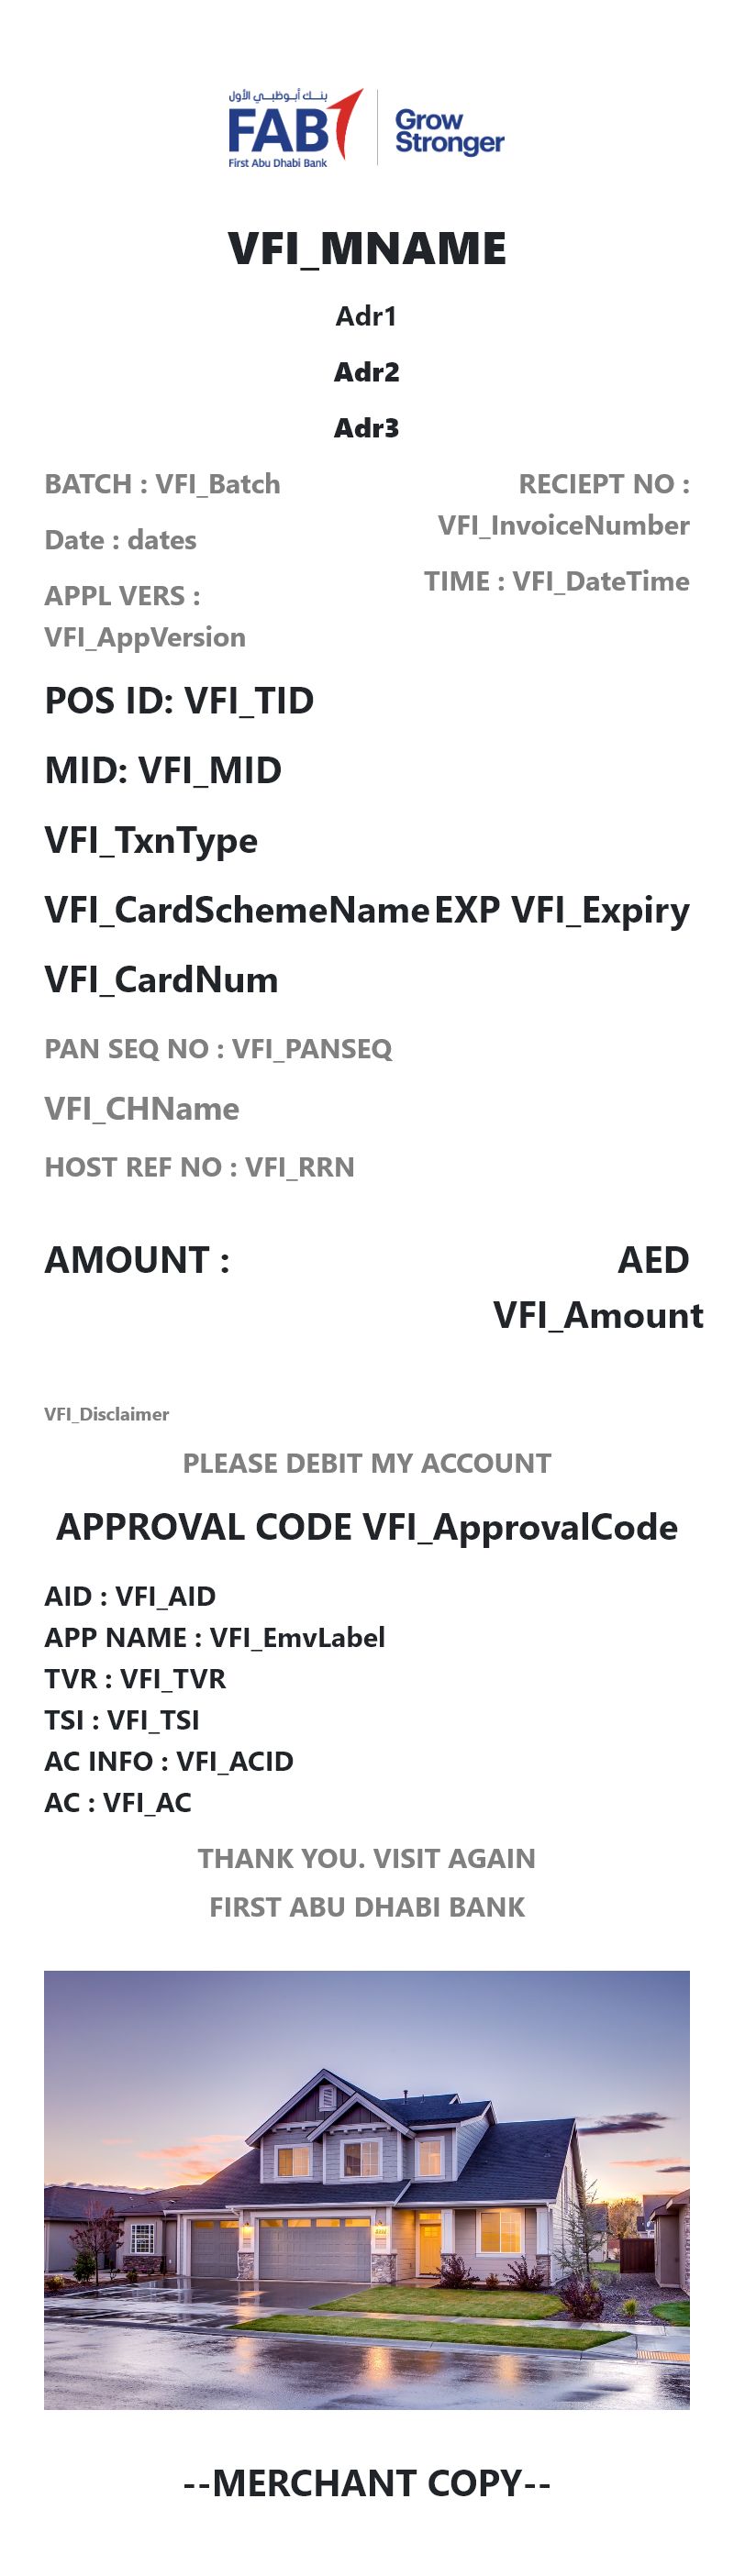 بنك أبوظبي الأول
FAB
First Abu Dhabi Bank
Grow
Stronger
VFI_MNAME
Adr1
Adr2
Adr3
BATCH : VFI_Batch
Date : dates
APPL VERS :
VFI_AppVersion
RECIEPT NO :
VFI_InvoiceNumber
TIME : VFI_DateTime
POS ID: VFI_TID
MID: VFI_MID
VFI_TxnType
VFI_CardSchemeName EXP VFI_Expiry
VFI_CardNum
PAN SEQ NO : VFI_PANSEQ
VFI_CHName
HOST REF NO : VFI_RRN
AMOUNT : AED
VFI_Amount
VFI_Disclaimer
PLEASE DEBIT MY ACCOUNT
APPROVAL CODE VFI_ApprovalCode
AID : VFI_AID
APP NAME : VFI_EmvLabel
TVR : VFI_TVR
TSI : VFI_TSI
AC INFO : VFI_ACID
AC : VFI_AC
THANK YOU. VISIT AGAIN
FIRST ABU DHABI BANK
--MERCHANT COPY--